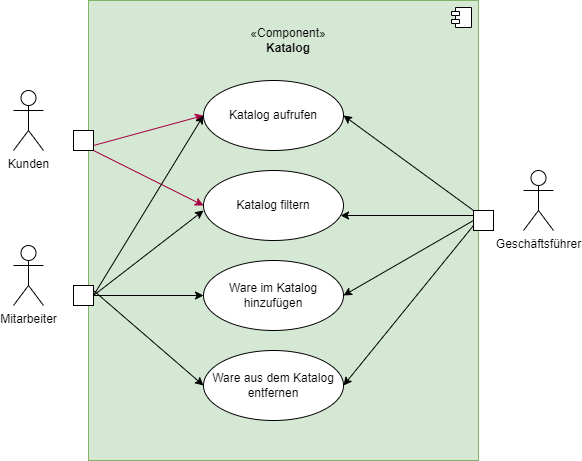 «Component»
Katalog
Katalog aufrufen
Kunden
Katalog filtern
Geschäftsführer
Ware im Katalog
hinzufügen
Mitarbeiter
Ware aus dem Katalog
entfernen